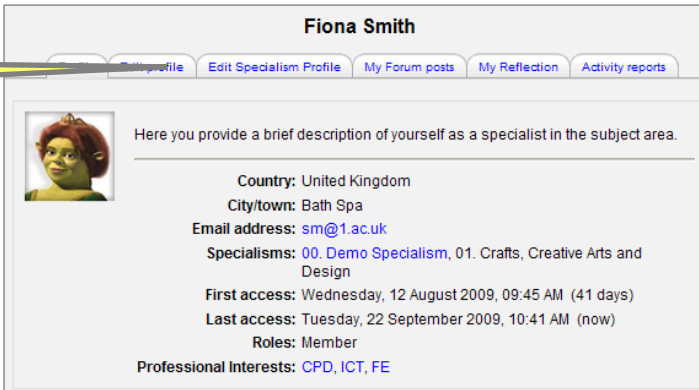 Fiona Smith
Edit profile Edit Specialism Profile My Forum posts My Reflection Activity reports
Here you provide a brief description of yourself as a specialist in the subject area.
Country: United Kingdom
City/town: Bath Spa
Email address: sm@1.ac.uk
Specialisms: 00. Demo Specialism, 01. Crafts, Creative Arts and
Design
First access: Wednesday, 12 August 2009, 09:45 AM (41 days)
Last access: Tuesday, 22 September 2009, 10:41 AM (now)
Roles: Member
Professional Interests: CPD, ICT, FE